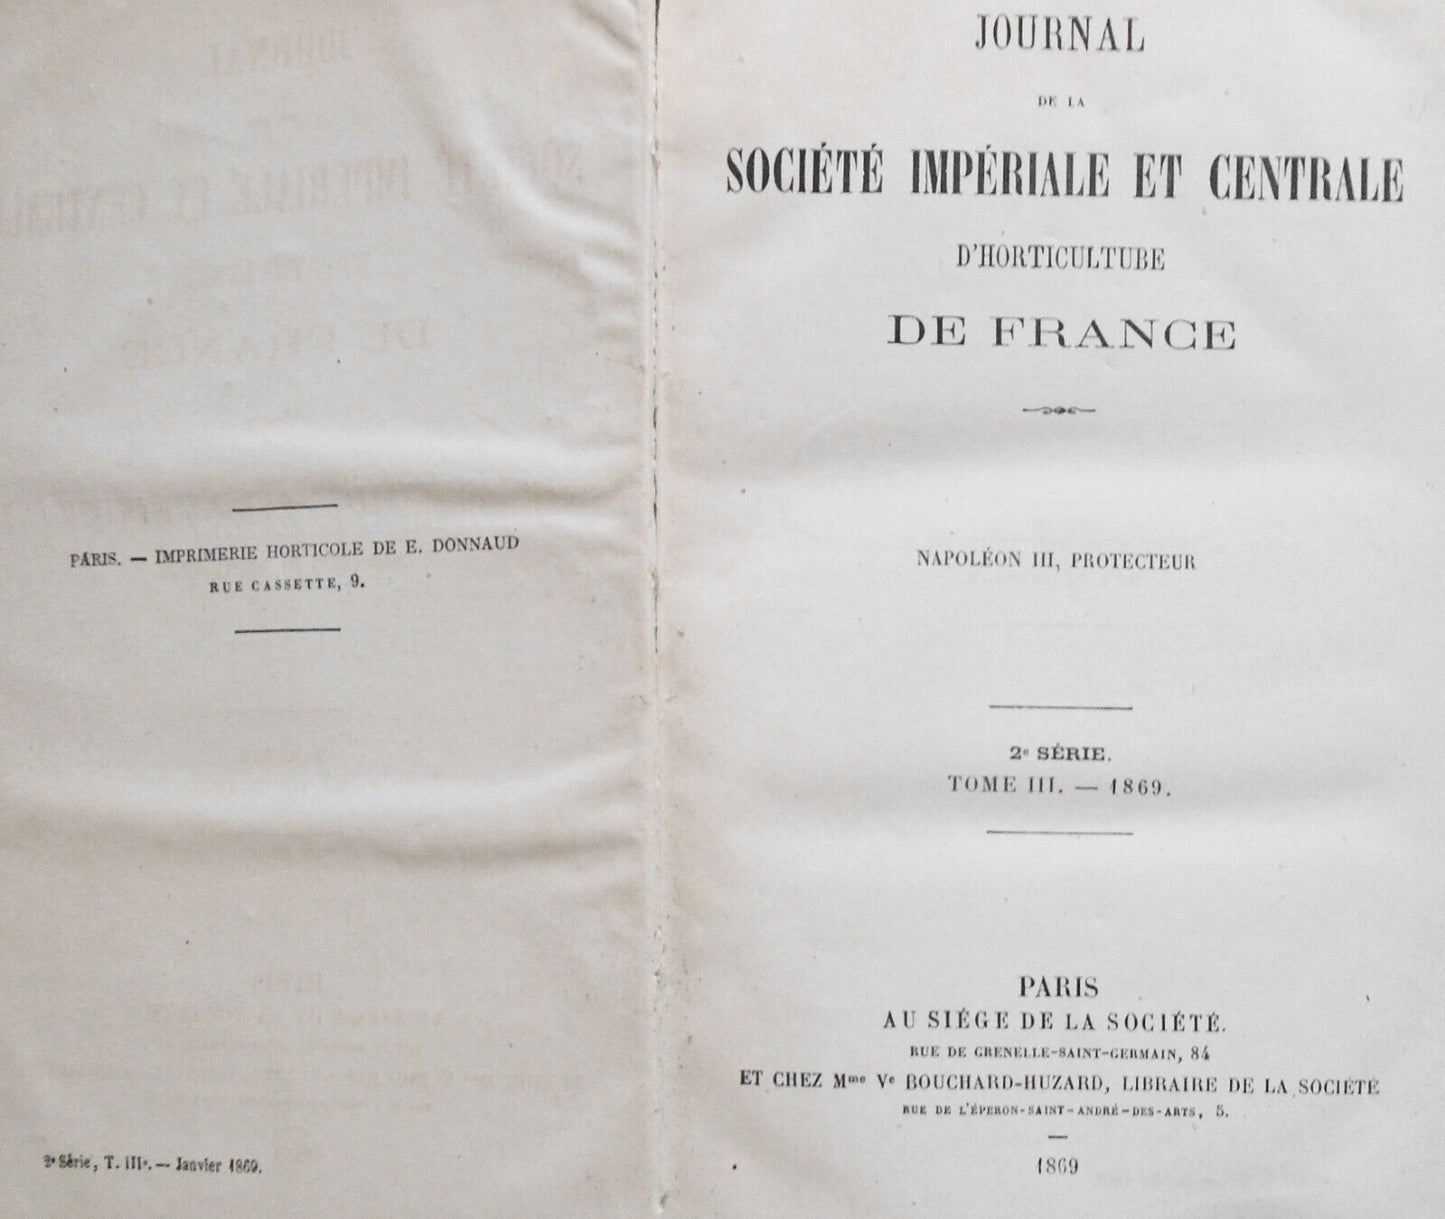 PARIS. — IMPRIMERIE HORTICOLE DE E. DONNAUD
RUE CASSETTE, 9.
2e Série, T. IIIe. — Janvier 1869.
JOURNAL
DE LA
SOCIÉTÉ IMPÉRIALE ET CENTRALE
D'HORTICULTURE
DE FRANCE
NAPOLÉON III, PROTECTEUR
2e SÉRIE.
TOME III. — 1869.
PARIS
AU SIÉGE DE LA SOCIÉTÉ.
RUE DE GRENELLE-SAINT-GERMAIN, 84
ET CHEZ Mme Ve BOUCHARD-HUZARD, LIBRAIRE DE LA SOCIÉTÉ
RUE DE L'ÉPERON-SAINT-ANDRÉ-DES-ARTS, 5.
1869